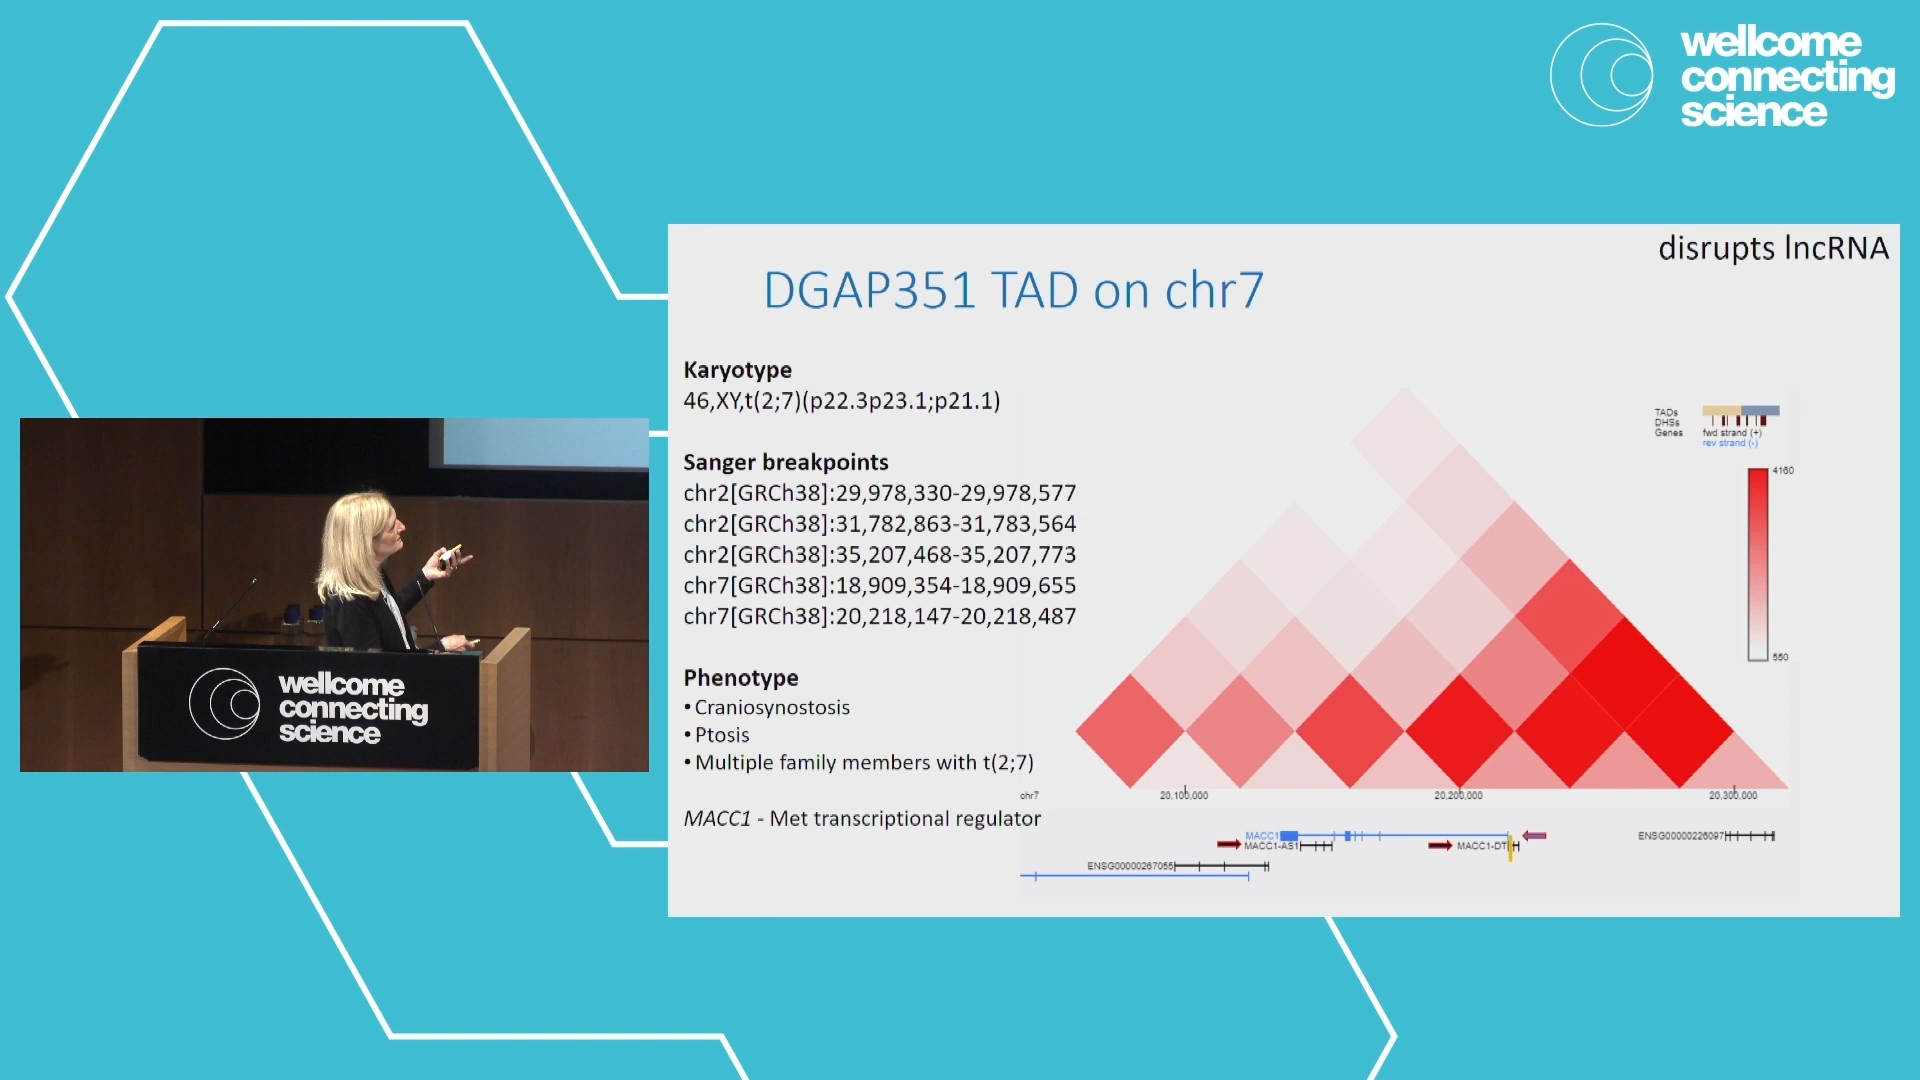 wellcome
connecting
science
disrupts lncRNA
DGAP351 TAD on chr7
Karyotype
46,XY,t(2;7)(p22.3p23.1;p21.1)
Sanger breakpoints
chr2[GRCh38]:29,978,330-29,978,577
chr2[GRCh38]:31,782,863-31,783,564
chr2[GRCh38]:35,207,468-35,207,773
chr7[GRCh38]:18,909,354-18,909,655
chr7[GRCh38]:20,218,147-20,218,487
Phenotype
• Craniosynostosis
• Ptosis
• Multiple family members with t(2;7)
MACC1 - Met transcriptional regulator
TADs
DHSs
Genes
fwd strand (+)
rev strand (-)
4160
550
chr7
20,100,000
20,200,000
20,300,000
MACC1
MACC1-AS1
MACC1-DT
ENSG00000226097
ENSG00000267055
wellcome
connecting
science